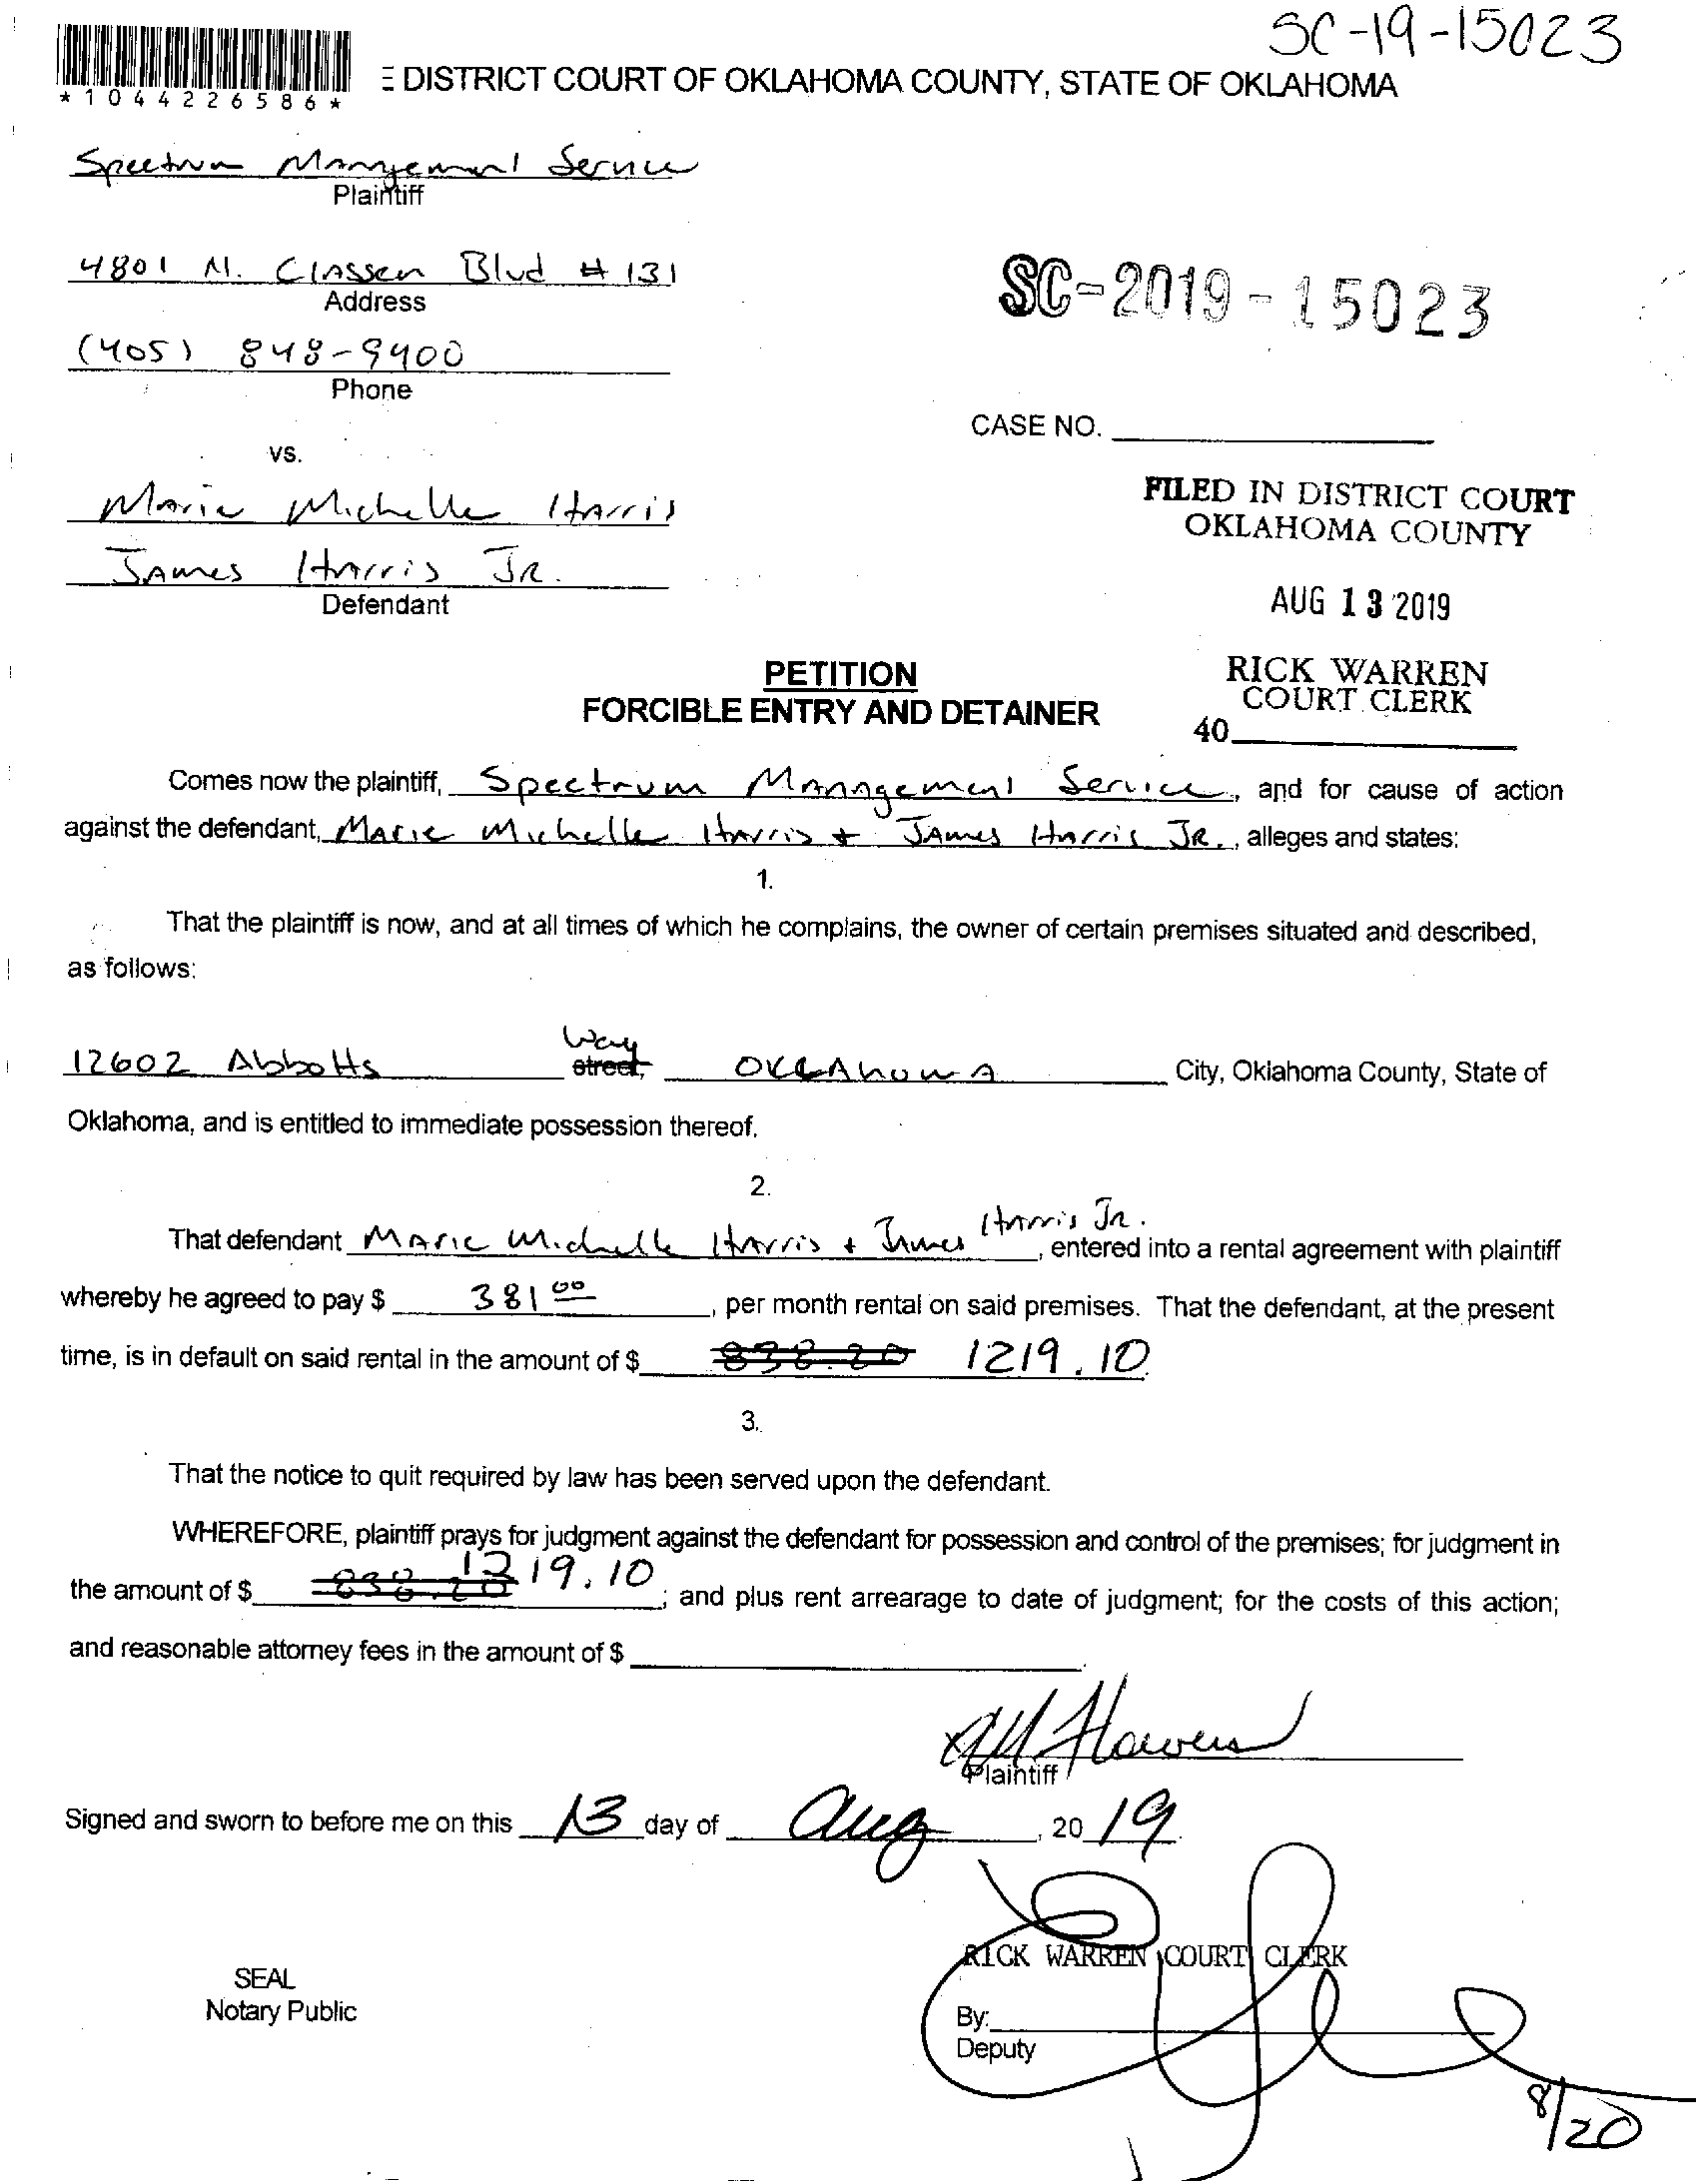 SC-19-15023
*1044226586*
E DISTRICT COURT OF OKLAHOMA COUNTY, STATE OF OKLAHOMA
Spectrum Management Service
Plaintiff
4801 N. Classen Blvd # 131
Address
(405) 848-9400
Phone
SC-2019-15023
CASE NO.
vs.
Marie Michelle Harris
James Harris JR.
Defendant
FILED IN DISTRICT COURT
OKLAHOMA COUNTY
AUG 13 2019
RICK WARREN
COURT CLERK
40
PETITION
FORCIBLE ENTRY AND DETAINER
Comes now the plaintiff, Spectrum Management Service, and for cause of action
against the defendant, Marie Michelle Harris + James Harris JR., alleges and states:
1.
That the plaintiff is now, and at all times of which he complains, the owner of certain premises situated and described,
as follows:
12602 Abbotts Way street, OKLAHOMA City, Oklahoma County, State of
Oklahoma, and is entitled to immediate possession thereof.
2.
That defendant Marie Michelle Harris + James Harris JR., entered into a rental agreement with plaintiff
whereby he agreed to pay $ 381 00, per month rental on said premises. That the defendant, at the present
time, is in default on said rental in the amount of $ 838.20 1219.10.
3.
That the notice to quit required by law has been served upon the defendant.
WHEREFORE, plaintiff prays for judgment against the defendant for possession and control of the premises; for judgment in
the amount of $ 838.20 1219.10; and plus rent arrearage to date of judgment; for the costs of this action;
and reasonable attorney fees in the amount of $
Flowers
Plaintiff
Signed and sworn to before me on this 13 day of Aug, 20 19.
RICK WARREN COURT CLERK
SEAL
Notary Public
By:
Deputy
8/20